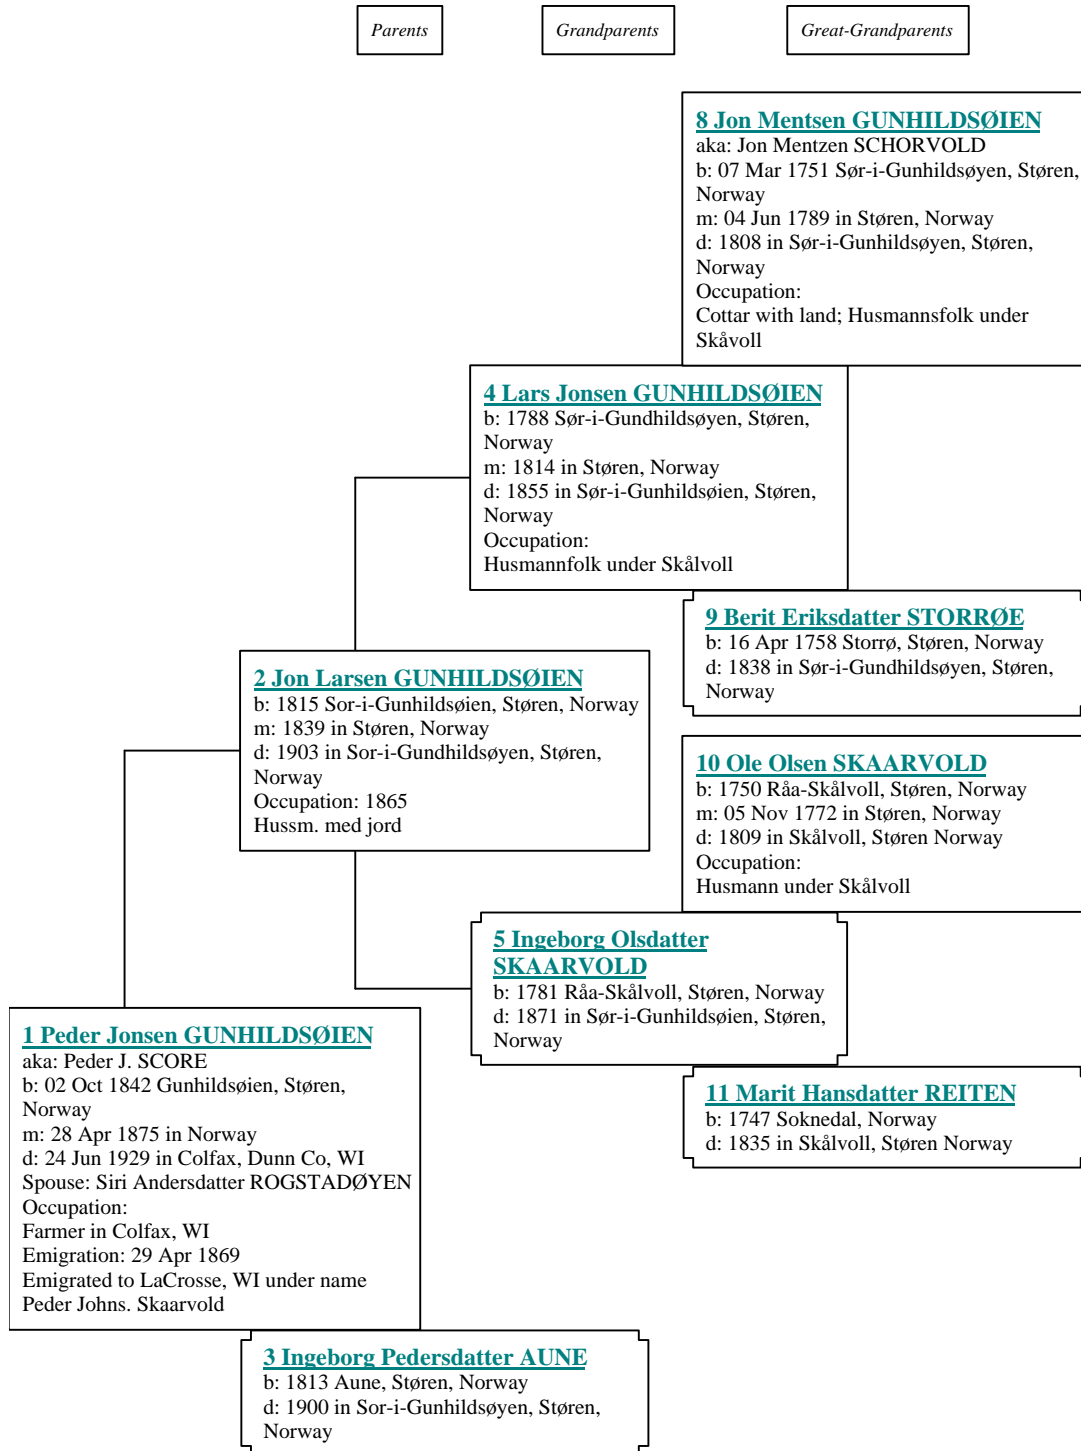 Parents
Grandparents
Great-Grandparents
8 Jon Mentsen GUNHILDSØIEN
aka: Jon Mentzen SCHORVOLD
b: 07 Mar 1751 Sør-i-Gunhildsøyen, Støren,
Norway
m: 04 Jun 1789 in Støren, Norway
d: 1808 in Sør-i-Gunhildsøyen, Støren,
Norway
Occupation:
Cottar with land; Husmannsfolk under
Skåvoll
4 Lars Jonsen GUNHILDSØIEN
b: 1788 Sør-i-Gundhildsøyen, Støren,
Norway
m: 1814 in Støren, Norway
d: 1855 in Sør-i-Gunhildsøien, Støren,
Norway
Occupation:
Husmannfolk under Skålvoll
9 Berit Eriksdatter STORRØE
b: 16 Apr 1758 Storrø, Støren, Norway
d: 1838 in Sør-i-Gundhildsøyen, Støren,
Norway
2 Jon Larsen GUNHILDSØIEN
b: 1815 Sor-i-Gunhildsøien, Støren, Norway
m: 1839 in Støren, Norway
d: 1903 in Sor-i-Gundhildsøyen, Støren,
Norway
Occupation: 1865
Hussm. med jord
10 Ole Olsen SKAARVOLD
b: 1750 Råa-Skålvoll, Støren, Norway
m: 05 Nov 1772 in Støren, Norway
d: 1809 in Skålvoll, Støren Norway
Occupation:
Husmann under Skålvoll
5 Ingeborg Olsdatter
SKAARVOLD
b: 1781 Råa-Skålvoll, Støren, Norway
d: 1871 in Sør-i-Gunhildsøien, Støren,
Norway
1 Peder Jonsen GUNHILDSØIEN
aka: Peder J. SCORE
b: 02 Oct 1842 Gunhildsøien, Støren,
Norway
m: 28 Apr 1875 in Norway
d: 24 Jun 1929 in Colfax, Dunn Co, WI
Spouse: Siri Andersdatter ROGSTADØYEN
Occupation:
Farmer in Colfax, WI
Emigration: 29 Apr 1869
Emigrated to LaCrosse, WI under name
Peder Johns. Skaarvold
11 Marit Hansdatter REITEN
b: 1747 Soknedal, Norway
d: 1835 in Skålvoll, Støren Norway
3 Ingeborg Pedersdatter AUNE
b: 1813 Aune, Støren, Norway
d: 1900 in Sor-i-Gunhildsøyen, Støren,
Norway